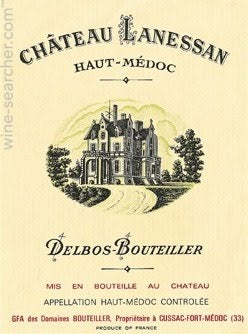 CHÂTEAU LANESSAN
HAUT-MÉDOC
DELBOS-BOUTEILLER
MIS EN BOUTEILLE AU CHATEAU
APPELLATION HAUT-MÉDOC CONTROLÉE
GFA des Domaines BOUTEILLER, Propriétaire à CUSSAC-FORT-MÉDOC (33)
PRODUCE OF FRANCE
wine-searcher.com